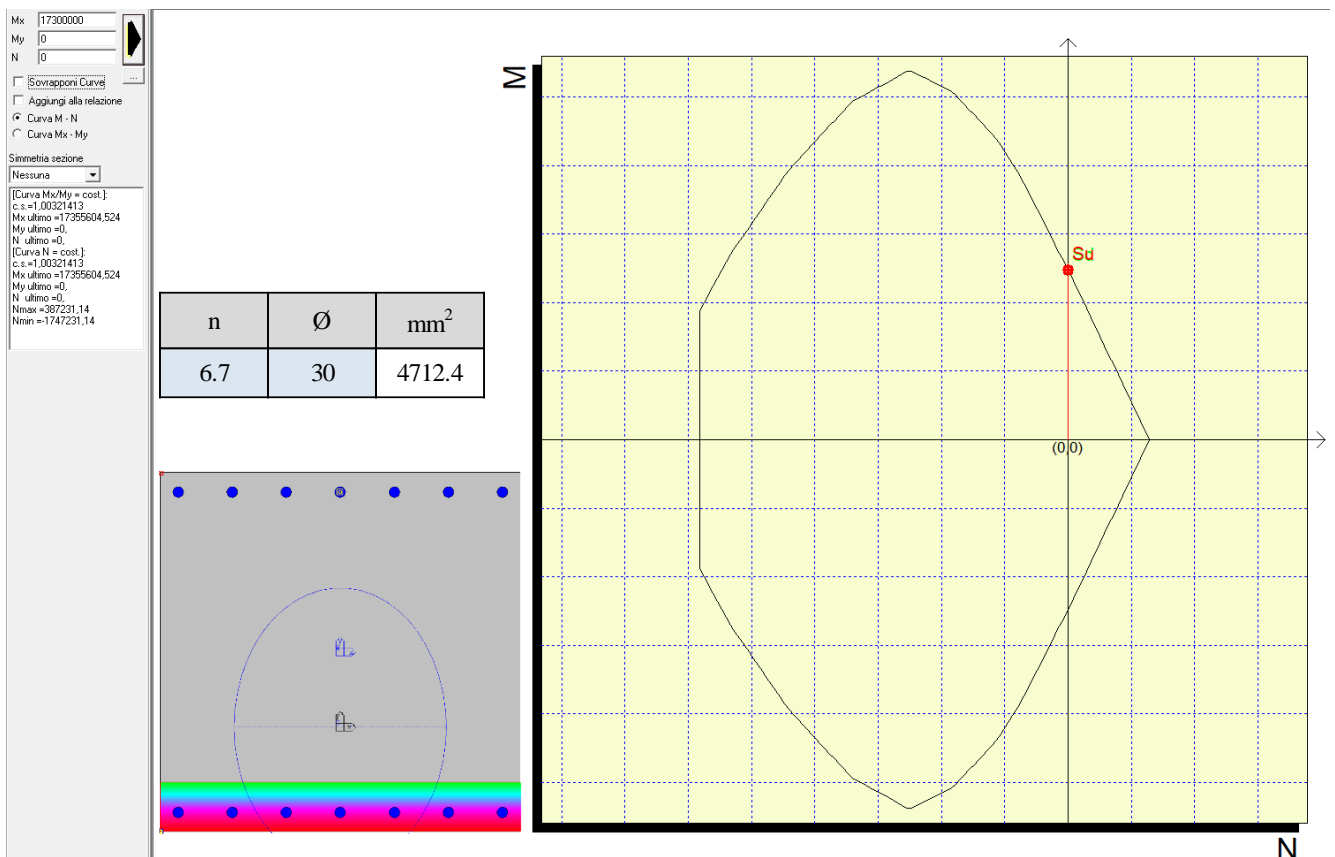 Mx 17300000
My 0
N 0
...
Sovrapponi Curve
Aggiungi alla relazione
Curva M - N
Curva Mx - My
Simmetria sezione
Nessuna
[Curva Mx/My = cost.]:
c.s.=1,00321413
Mx ultimo =17355604,524
My ultimo =0,
N ultimo =0,
[Curva N = cost.]:
c.s.=1,00321413
Mx ultimo =17355604,524
My ultimo =0,
N ultimo =0,
Nmax =387231,14
Nmin =-1747231,14
n Ø mm²
6.7 30 4712.4
M
Sd
(0,0)
N